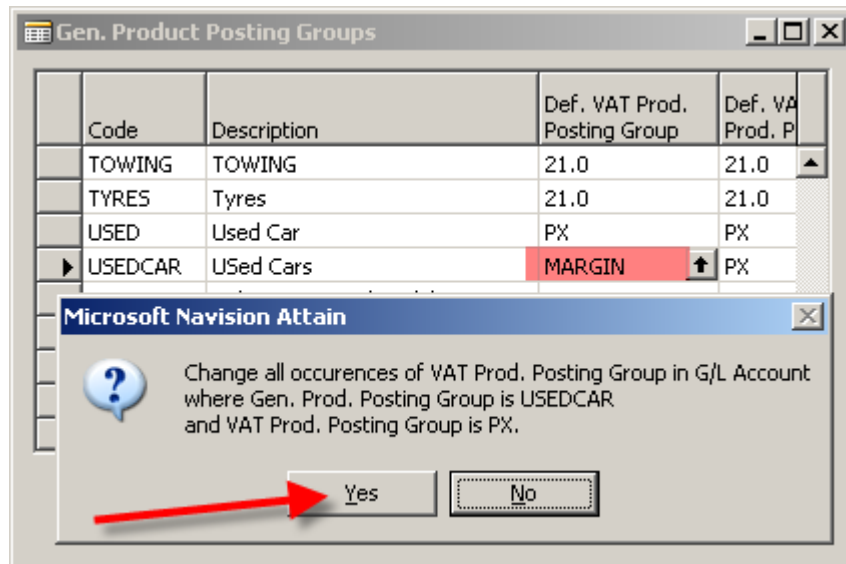 Gen. Product Posting Groups
Code Description Def. VAT Prod. Posting Group Def. VA Prod. P
TOWING TOWING 21.0 21.0
TYRES Tyres 21.0 21.0
USED Used Car PX PX
USEDCAR USed Cars MARGIN PX
Microsoft Navision Attain
Change all occurences of VAT Prod. Posting Group in G/L Account
where Gen. Prod. Posting Group is USEDCAR
and VAT Prod. Posting Group is PX.
Yes No